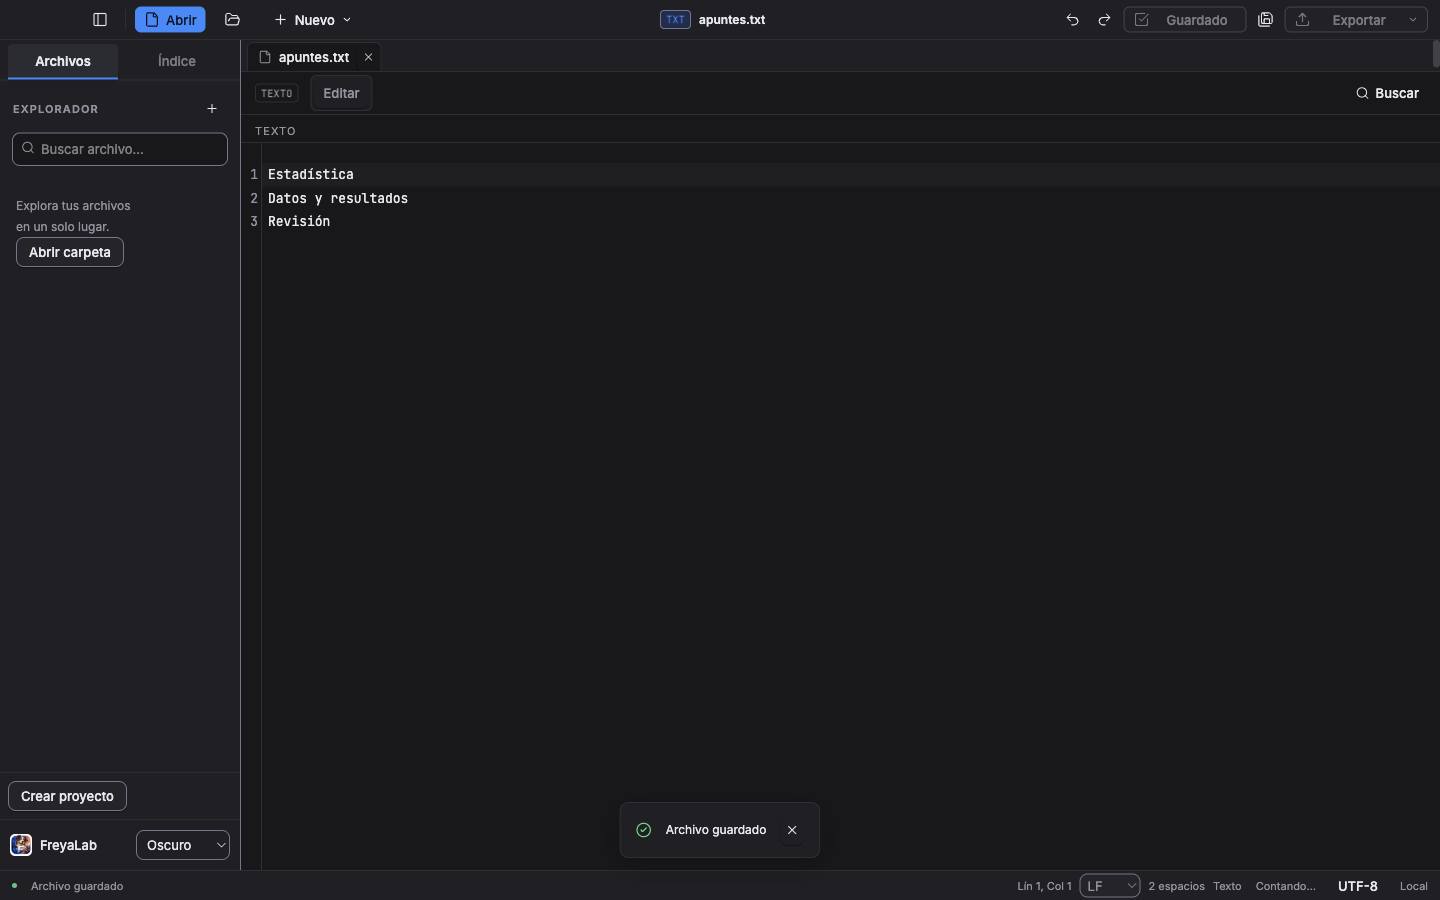 Abrir
Nuevo
TXT apuntes.txt
Guardado
Exportar
Archivos
Índice
apuntes.txt
EXPLORADOR
TEXTO
Editar
Buscar
Buscar archivo...
TEXTO
Explora tus archivos
en un solo lugar.
Abrir carpeta
1 Estadística
2 Datos y resultados
3 Revisión
Crear proyecto
FreyaLab
Oscuro
Archivo guardado
Archivo guardado
Lín 1, Col 1
LF
2 espacios
Texto
Contando...
UTF-8
Local